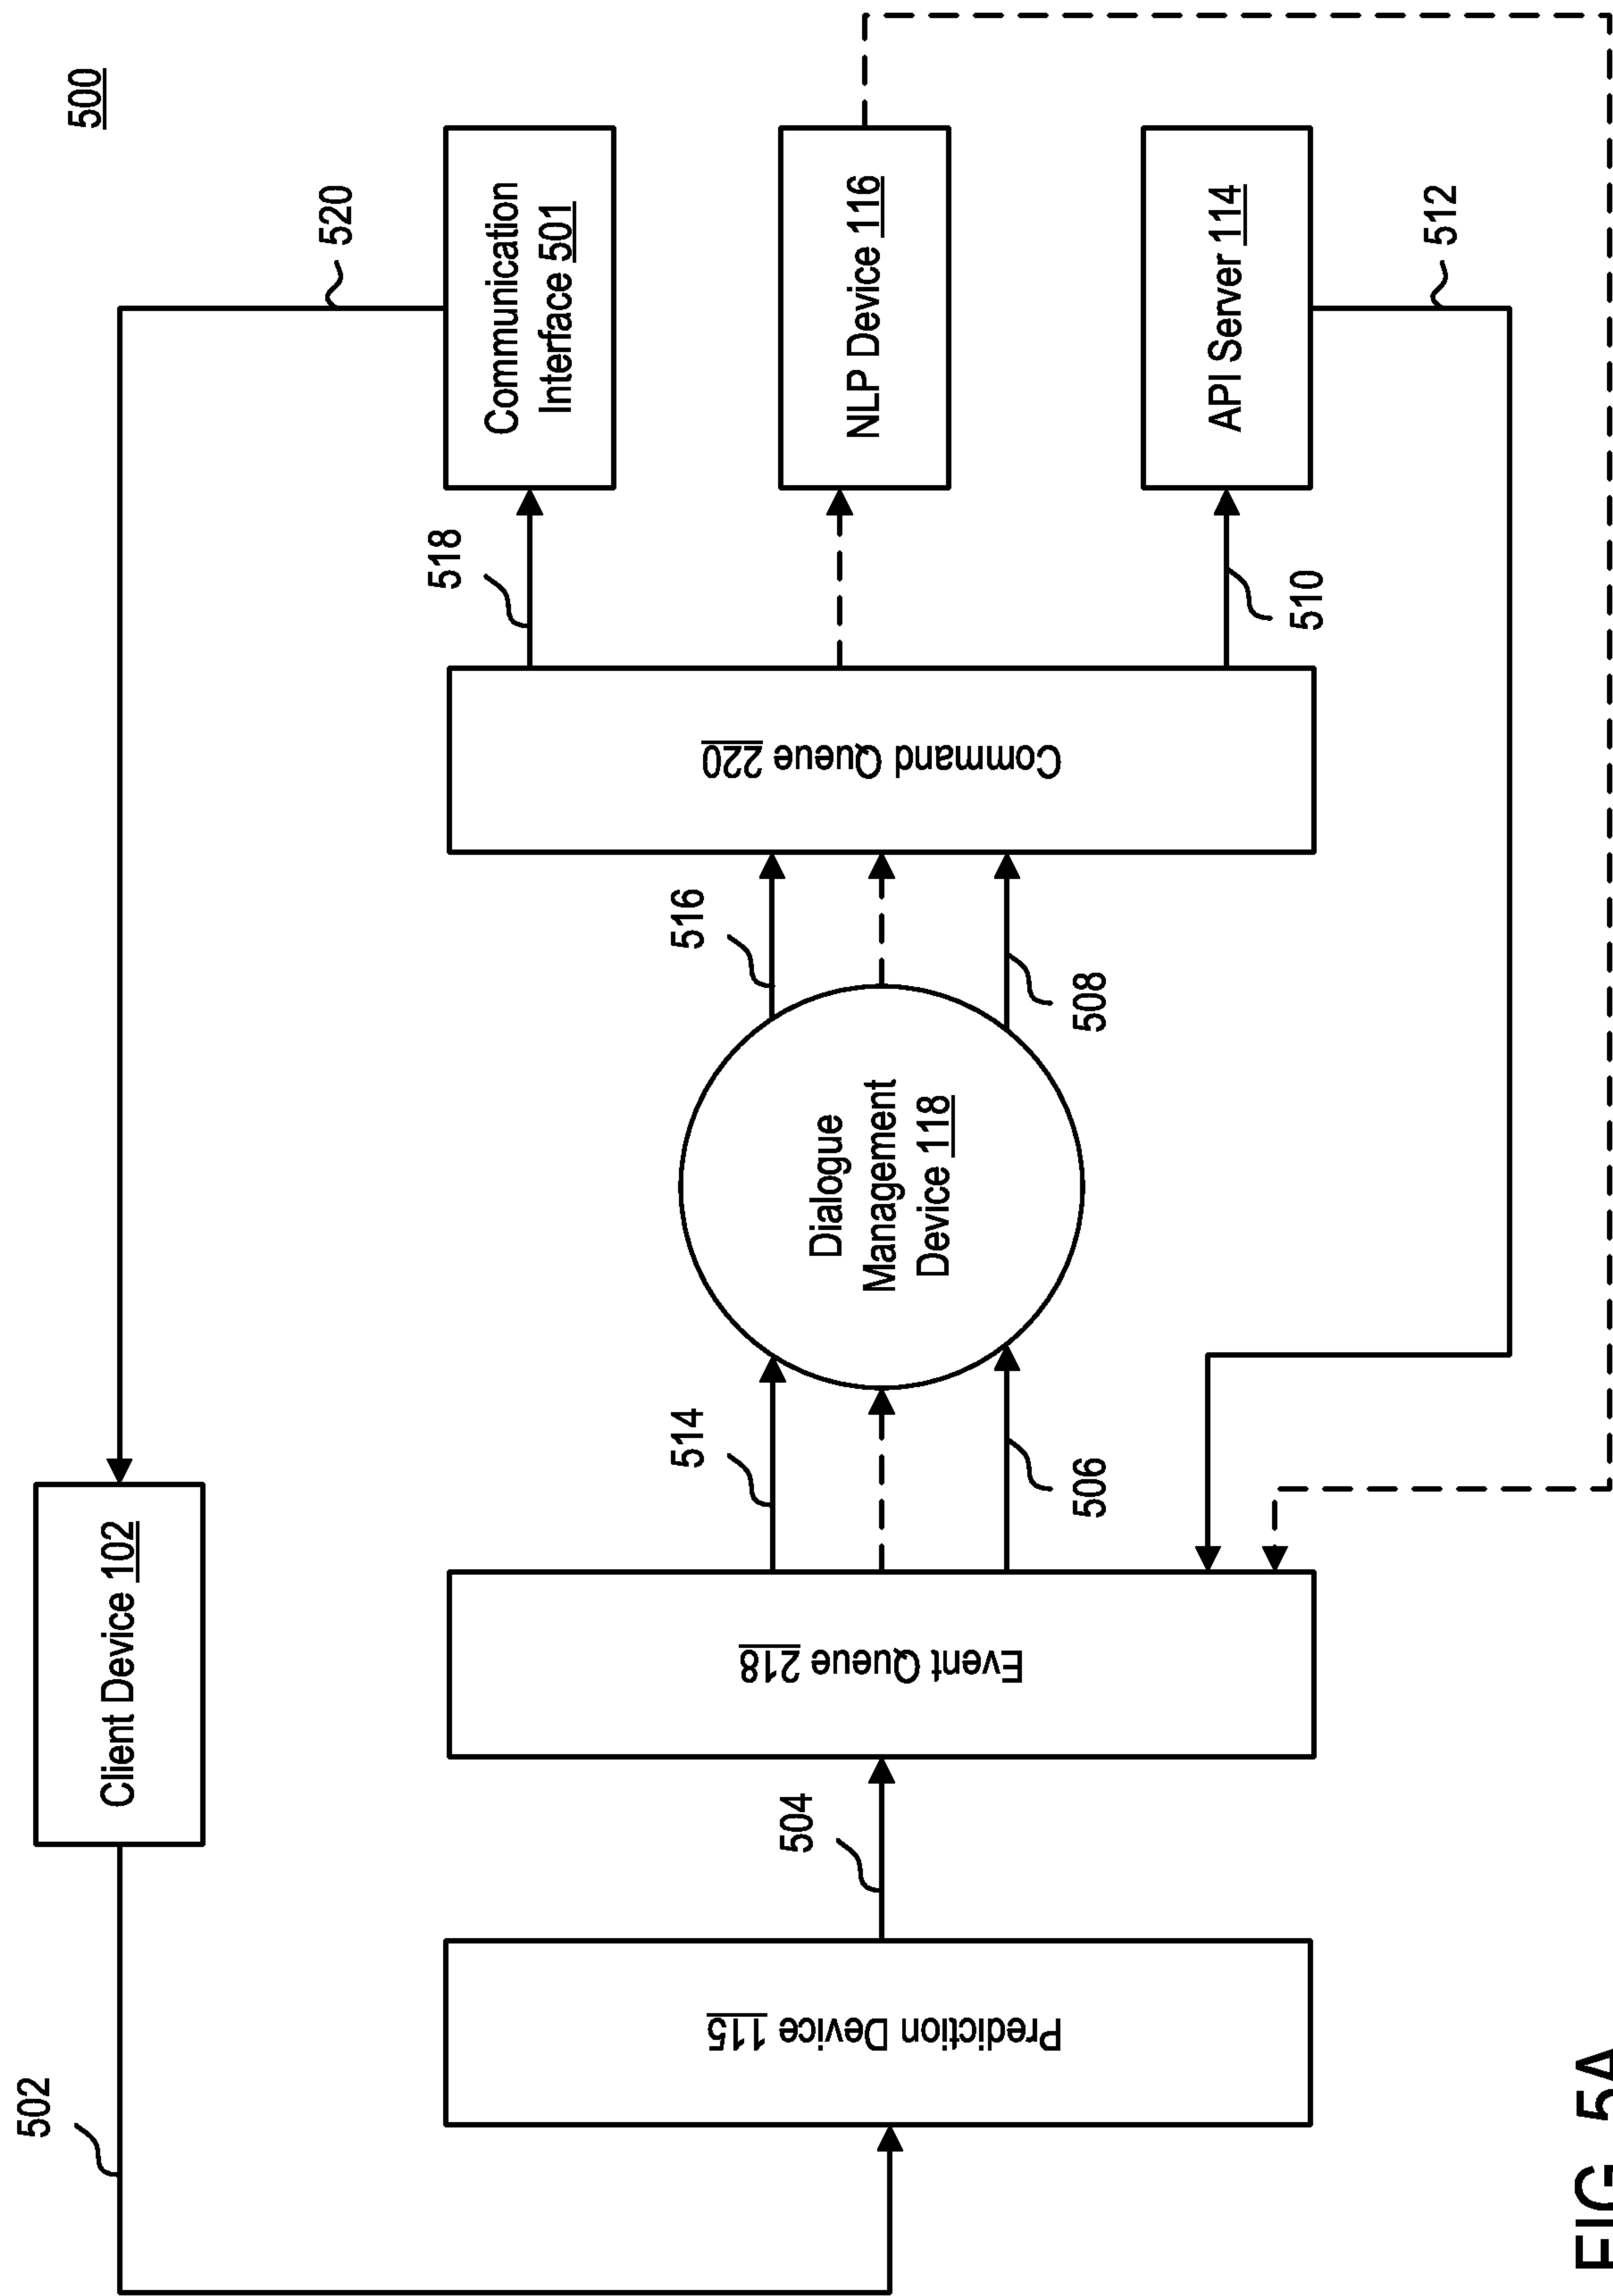 500
502
Client Device 102
520
Prediction Device 115
504
Event Queue 218
514
506
Dialogue
Management
Device 118
516
508
Command Queue 220
518
510
Communication
Interface 501
NLP Device 116
API Server 114
512
FIG. 5A